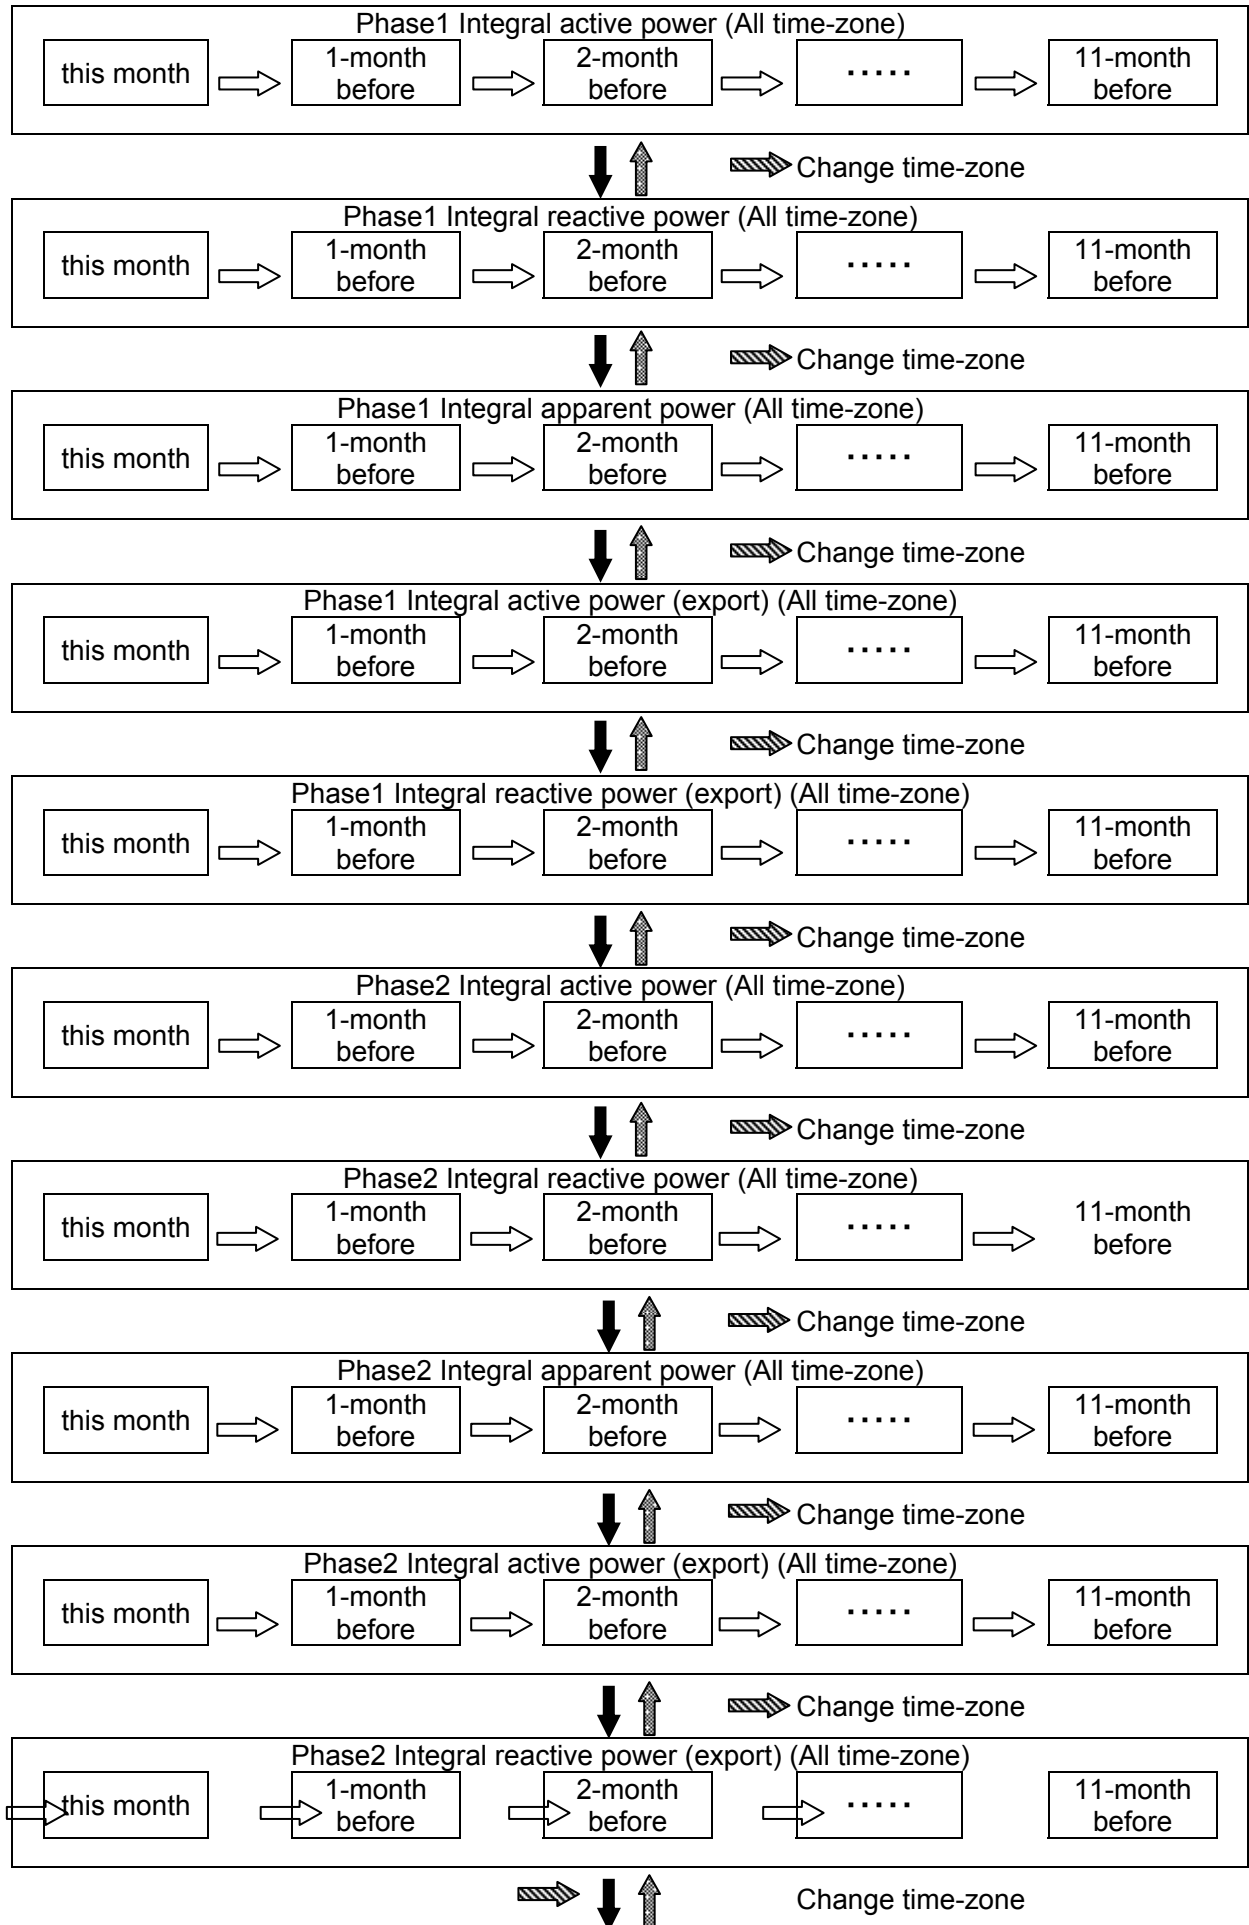 Phase1 Integral active power (All time-zone)
this month
1-month
before
2-month
before
.....
11-month
before
Change time-zone
Phase1 Integral reactive power (All time-zone)
this month
1-month
before
2-month
before
.....
11-month
before
Change time-zone
Phase1 Integral apparent power (All time-zone)
this month
1-month
before
2-month
before
.....
11-month
before
Change time-zone
Phase1 Integral active power (export) (All time-zone)
this month
1-month
before
2-month
before
.....
11-month
before
Change time-zone
Phase1 Integral reactive power (export) (All time-zone)
this month
1-month
before
2-month
before
.....
11-month
before
Change time-zone
Phase2 Integral active power (All time-zone)
this month
1-month
before
2-month
before
.....
11-month
before
Change time-zone
Phase2 Integral reactive power (All time-zone)
this month
1-month
before
2-month
before
.....
11-month
before
Change time-zone
Phase2 Integral apparent power (All time-zone)
this month
1-month
before
2-month
before
.....
11-month
before
Change time-zone
Phase2 Integral active power (export) (All time-zone)
this month
1-month
before
2-month
before
.....
11-month
before
Change time-zone
Phase2 Integral reactive power (export) (All time-zone)
this month
1-month
before
2-month
before
.....
11-month
before
Change time-zone